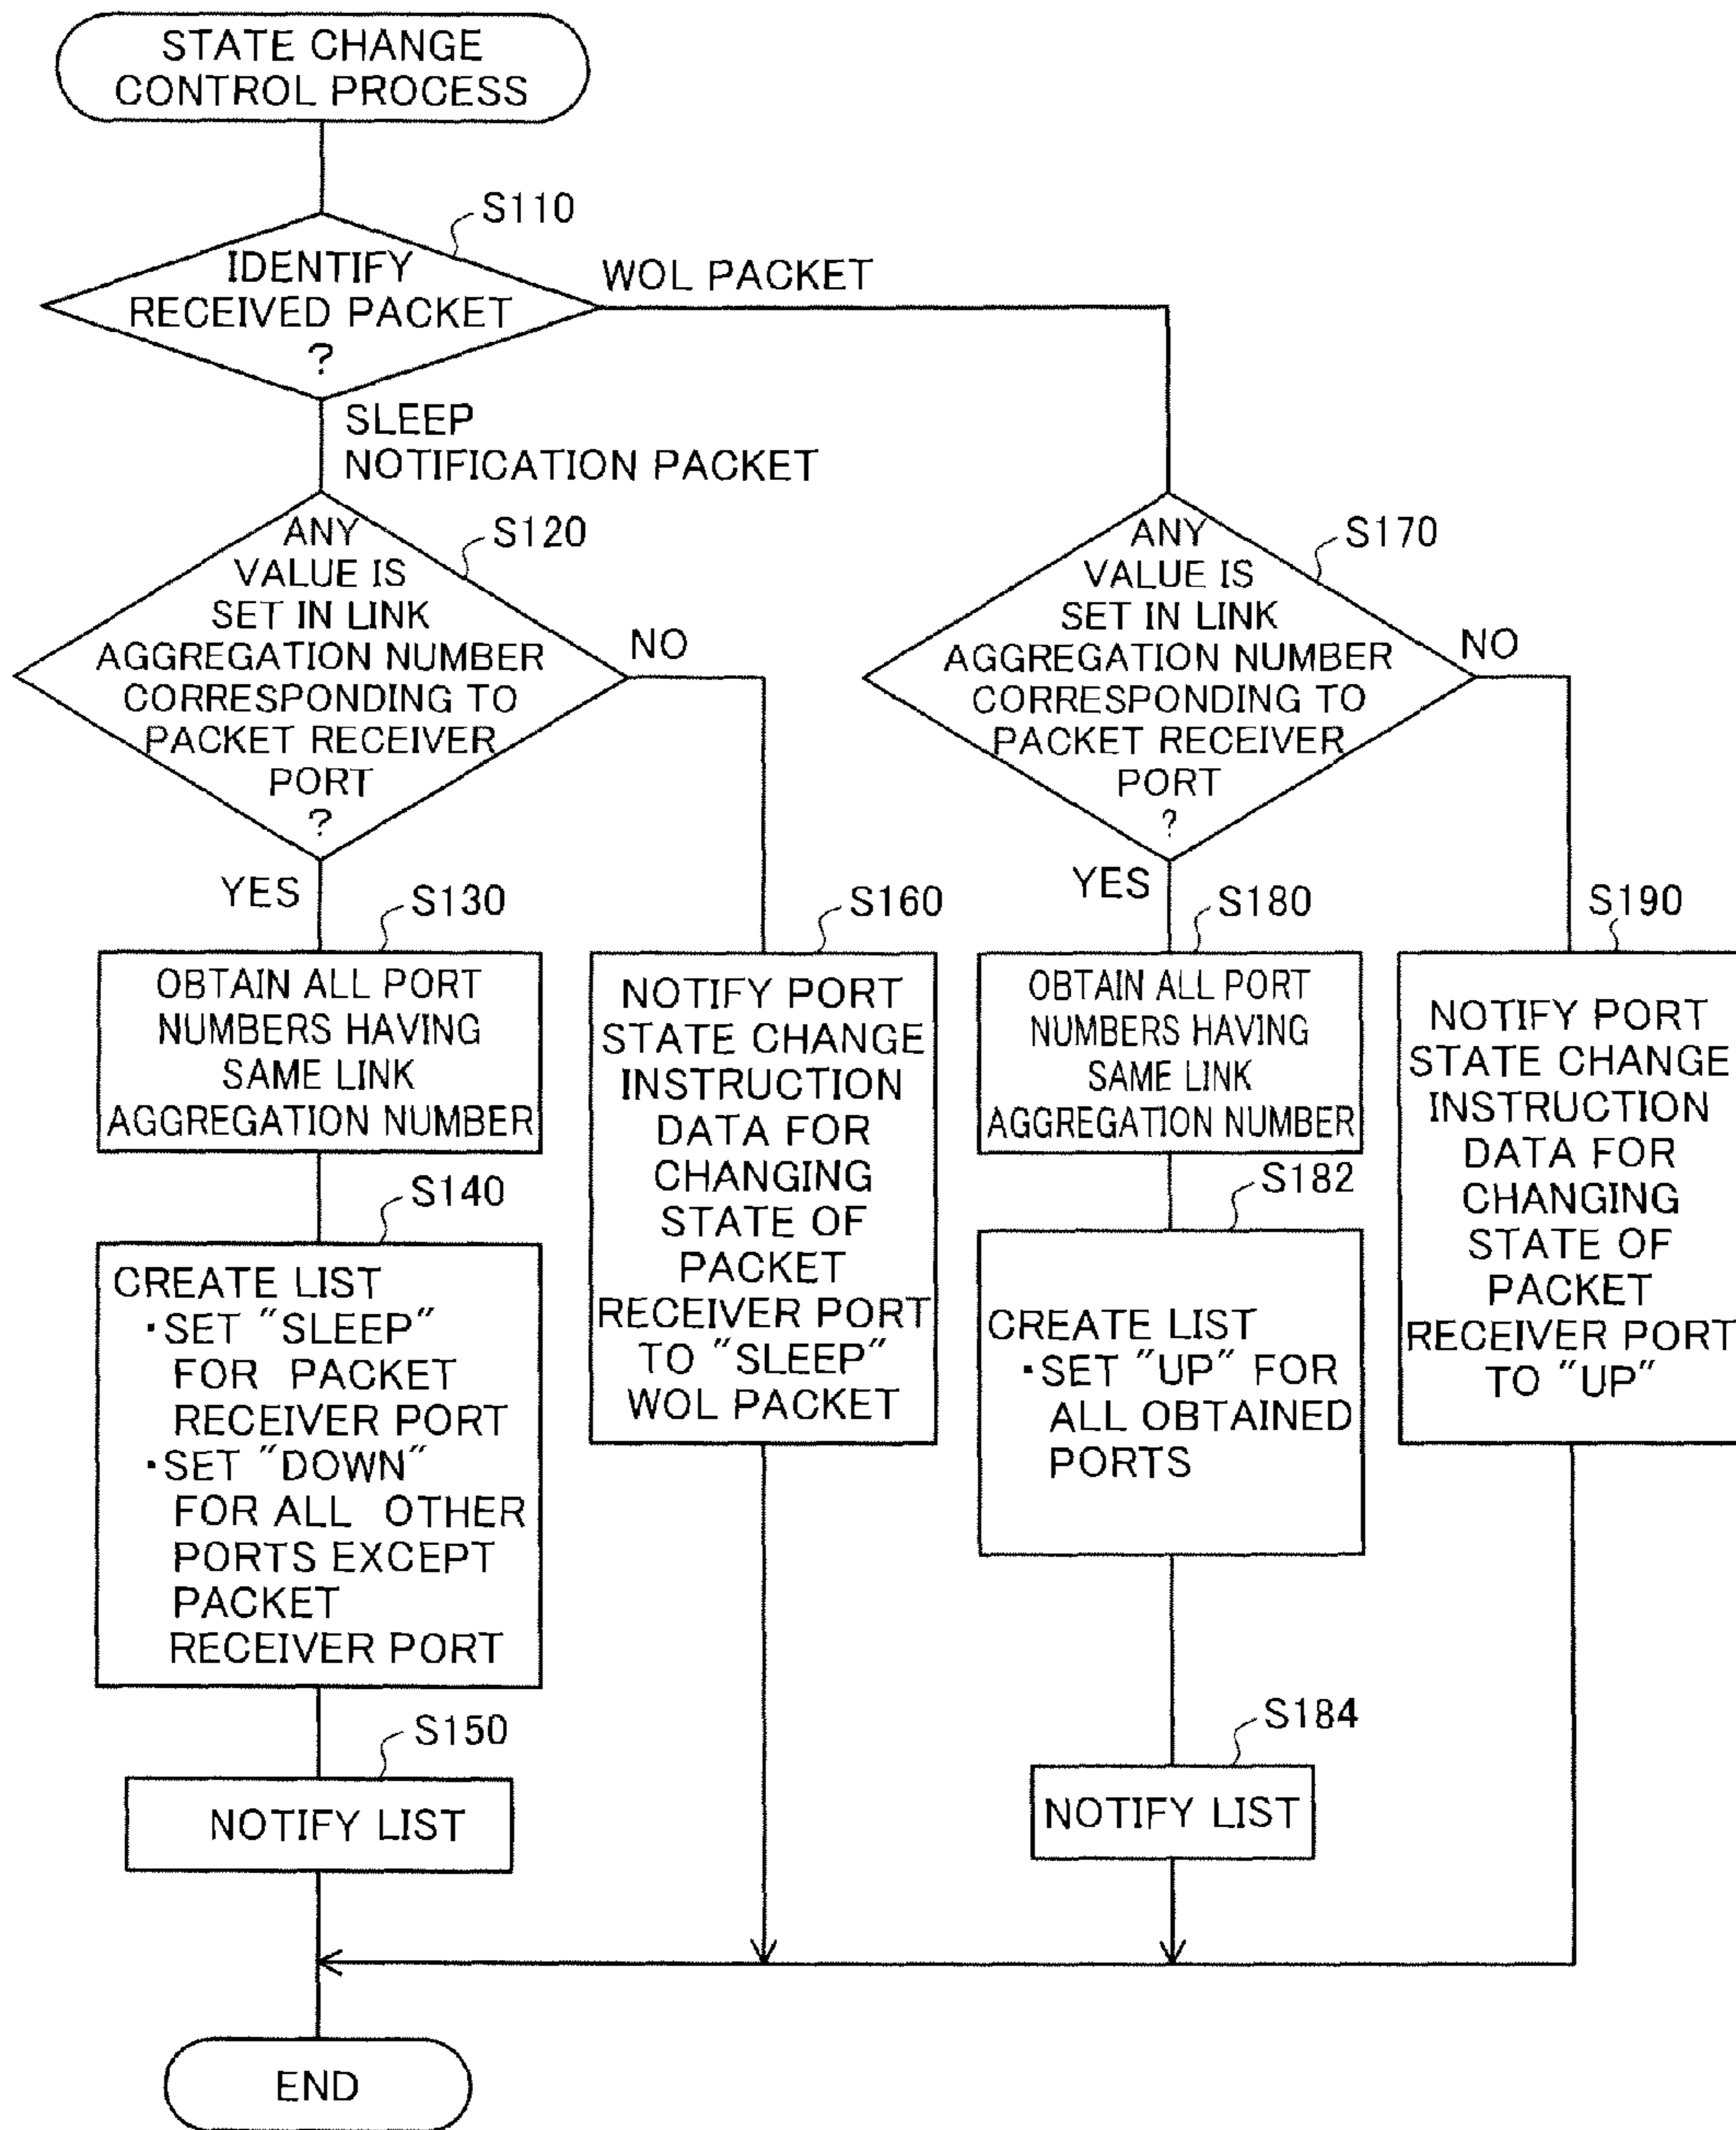 STATE CHANGE
CONTROL PROCESS
S110
IDENTIFY
RECEIVED PACKET
?
WOL PACKET
SLEEP
NOTIFICATION PACKET
S120
ANY
VALUE IS
SET IN LINK
AGGREGATION NUMBER
CORRESPONDING TO
PACKET RECEIVER
PORT
?
NO
YES
S130
OBTAIN ALL PORT
NUMBERS HAVING
SAME LINK
AGGREGATION NUMBER
S140
CREATE LIST
・SET "SLEEP"
FOR PACKET
RECEIVER PORT
・SET "DOWN"
FOR ALL OTHER
PORTS EXCEPT
PACKET
RECEIVER PORT
S150
NOTIFY LIST
S160
NOTIFY PORT
STATE CHANGE
INSTRUCTION
DATA FOR
CHANGING
STATE OF
PACKET
RECEIVER PORT
TO "SLEEP"
WOL PACKET
S170
ANY
VALUE IS
SET IN LINK
AGGREGATION NUMBER
CORRESPONDING TO
PACKET RECEIVER
PORT
?
NO
YES
S180
OBTAIN ALL PORT
NUMBERS HAVING
SAME LINK
AGGREGATION NUMBER
S182
CREATE LIST
・SET "UP" FOR
ALL OBTAINED
PORTS
S184
NOTIFY LIST
S190
NOTIFY PORT
STATE CHANGE
INSTRUCTION
DATA FOR
CHANGING
STATE OF
PACKET
RECEIVER PORT
TO "UP"
END